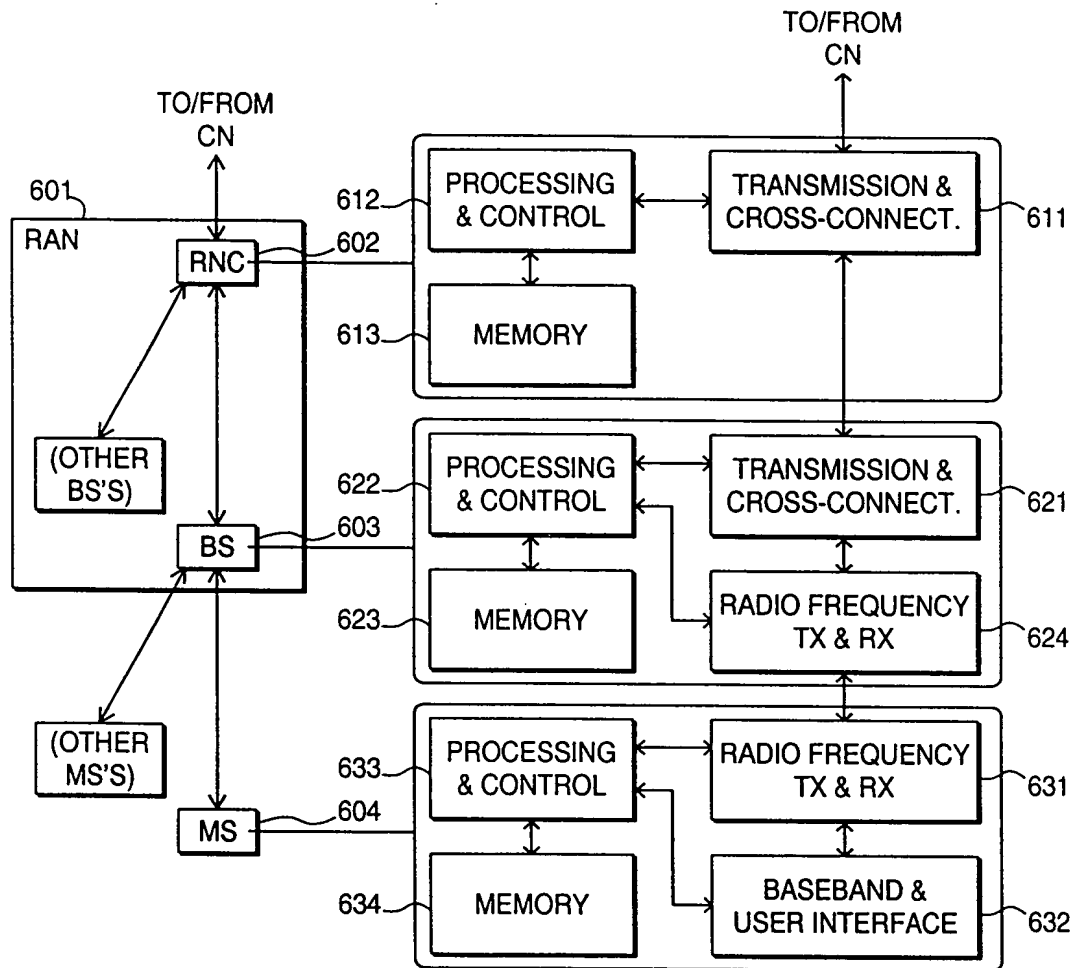 TO/FROM
CN
TO/FROM
CN
601
RAN
RNC
602
(OTHER
BS'S)
BS
603
(OTHER
MS'S)
MS
604
612
PROCESSING
& CONTROL
TRANSMISSION &
CROSS-CONNECT.
611
613
MEMORY
622
PROCESSING
& CONTROL
TRANSMISSION &
CROSS-CONNECT.
621
623
MEMORY
RADIO FREQUENCY
TX & RX
624
633
PROCESSING
& CONTROL
RADIO FREQUENCY
TX & RX
631
634
MEMORY
BASEBAND &
USER INTERFACE
632